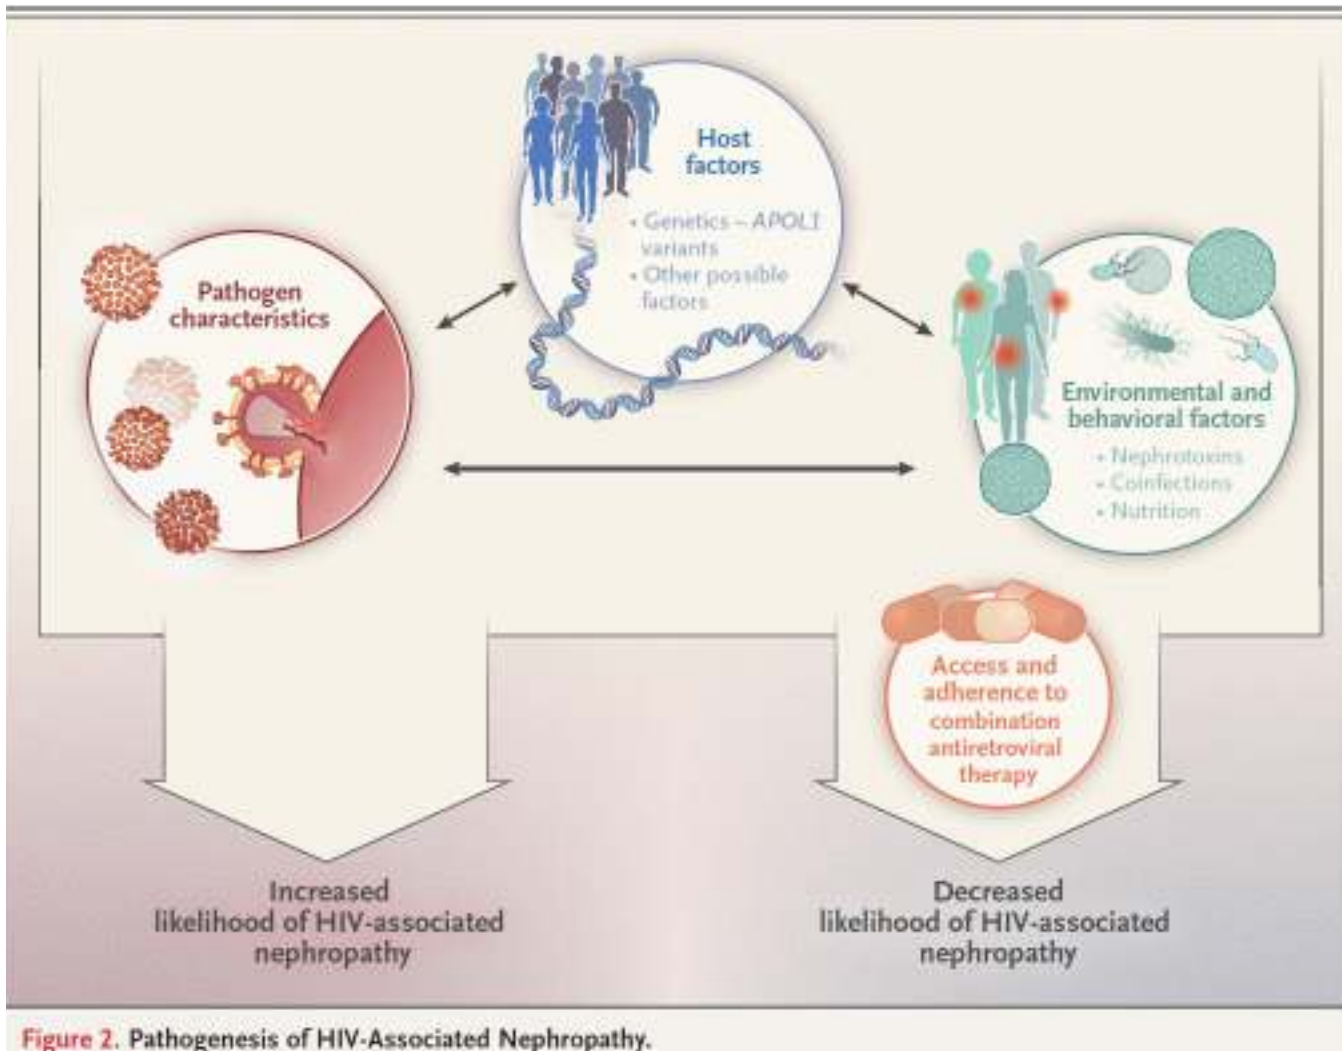 Host
factors
• Genetics – APOL1
variants
• Other possible
factors
Pathogen
characteristics
Environmental and
behavioral factors
• Nephrotoxins
• Coinfections
• Nutrition
Access and
adherence to
combination
antiretroviral
therapy
Increased
likelihood of HIV-associated
nephropathy
Decreased
likelihood of HIV-associated
nephropathy
Figure 2. Pathogenesis of HIV-Associated Nephropathy.